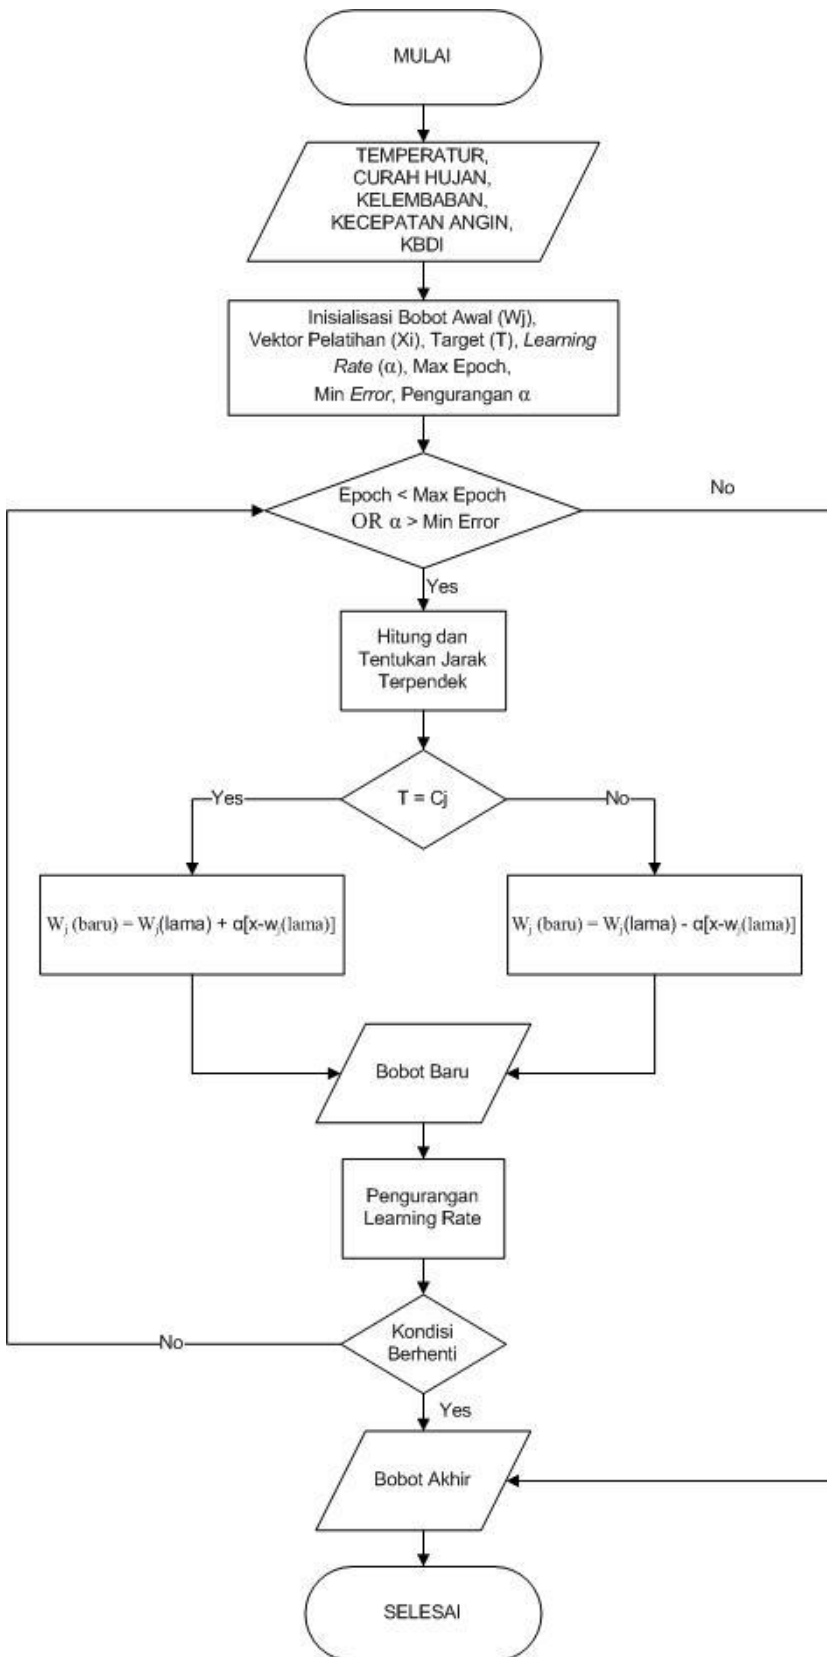 MULAI
TEMPERATUR,
CURAH HUJAN,
KELEMBABAN,
KECEPATAN ANGIN,
KBDI
Inisialisasi Bobot Awal (Wj),
Vektor Pelatihan (Xi), Target (T), Learning
Rate (α), Max Epoch,
Min Error, Pengurangan α
Epoch < Max Epoch
OR α > Min Error
No
Yes
Hitung dan
Tentukan Jarak
Terpendek
T = Cj
Yes
No
Wj (baru) = Wj(lama) + α[x-wj(lama)]
Wj (baru) = Wj(lama) - α[x-wj(lama)]
Bobot Baru
Pengurangan
Learning Rate
Kondisi
Berhenti
No
Yes
Bobot Akhir
SELESAI